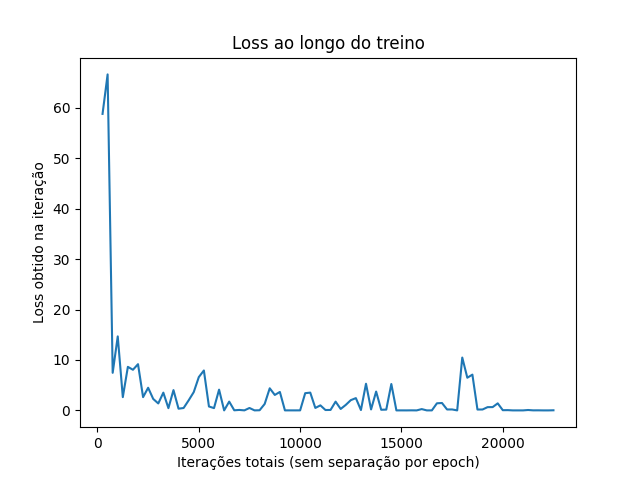 Loss ao longo do treino
60
50
40
30
20
10
0
Loss obtido na iteração
0 5000 10000 15000 20000
Iterações totais (sem separação por epoch)